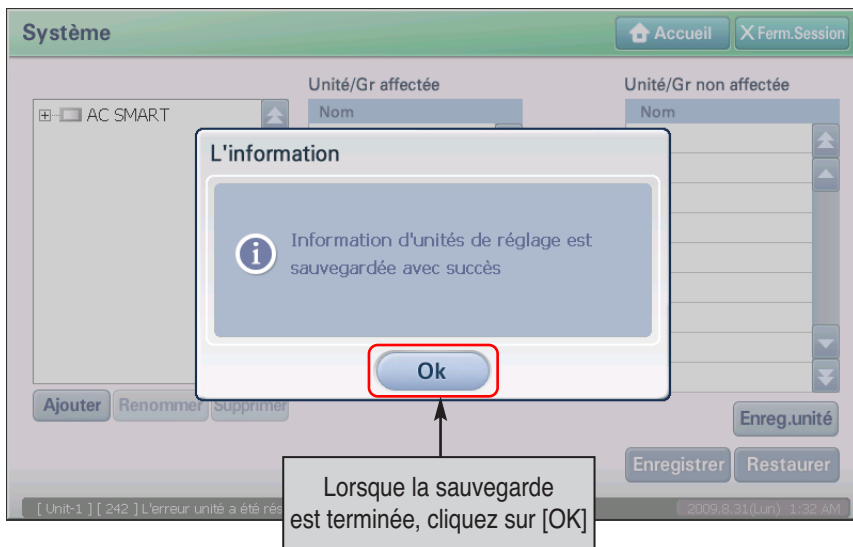 Système
Accueil
X Ferm.Session
Unité/Gr affectée
Unité/Gr non affectée
AC SMART
Nom
Nom
L'information
Information d'unités de réglage est
sauvegardée avec succès
Ok
Ajouter
Renommer
Supprimer
Enreg.unité
Enregistrer
Restaurer
Lorsque la sauvegarde
est terminée, cliquez sur [OK]
[ Unit-1 ] [ 242 ] L'erreur unité a été
2009.8.31(Lun) 1:32 AM